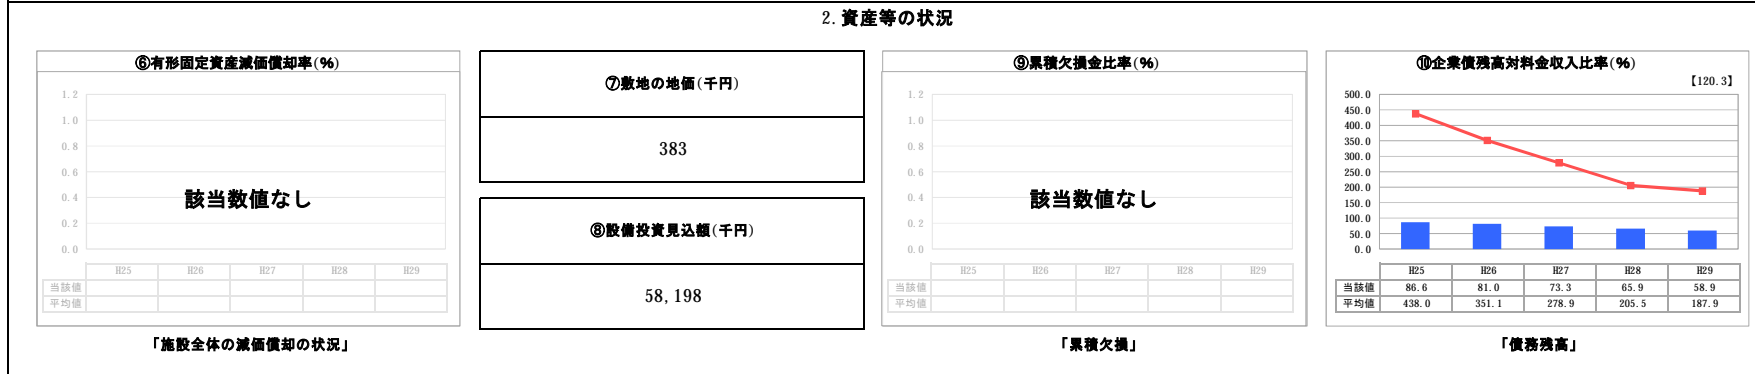 2. 資産等の状況
⑥有形固定資産減価償却率(%)
1.2
1.0
0.8
0.6
0.4
0.2
0.0
該当数値なし
H25 H26 H27 H28 H29
当該値
平均値
「施設全体の減価償却の状況」
⑦敷地の地価(千円)
383
⑧設備投資見込額(千円)
58,198
⑨累積欠損金比率(%)
1.2
1.0
0.8
0.6
0.4
0.2
0.0
該当数値なし
H25 H26 H27 H28 H29
当該値
平均値
「累積欠損」
⑩企業債残高対料金収入比率(%)
【120.3】
500.0
450.0
400.0
350.0
300.0
250.0
200.0
150.0
100.0
50.0
0.0
H25 H26 H27 H28 H29
当該値 86.6 81.0 73.3 65.9 58.9
平均値 438.0 351.1 278.9 205.5 187.9
「債務残高」